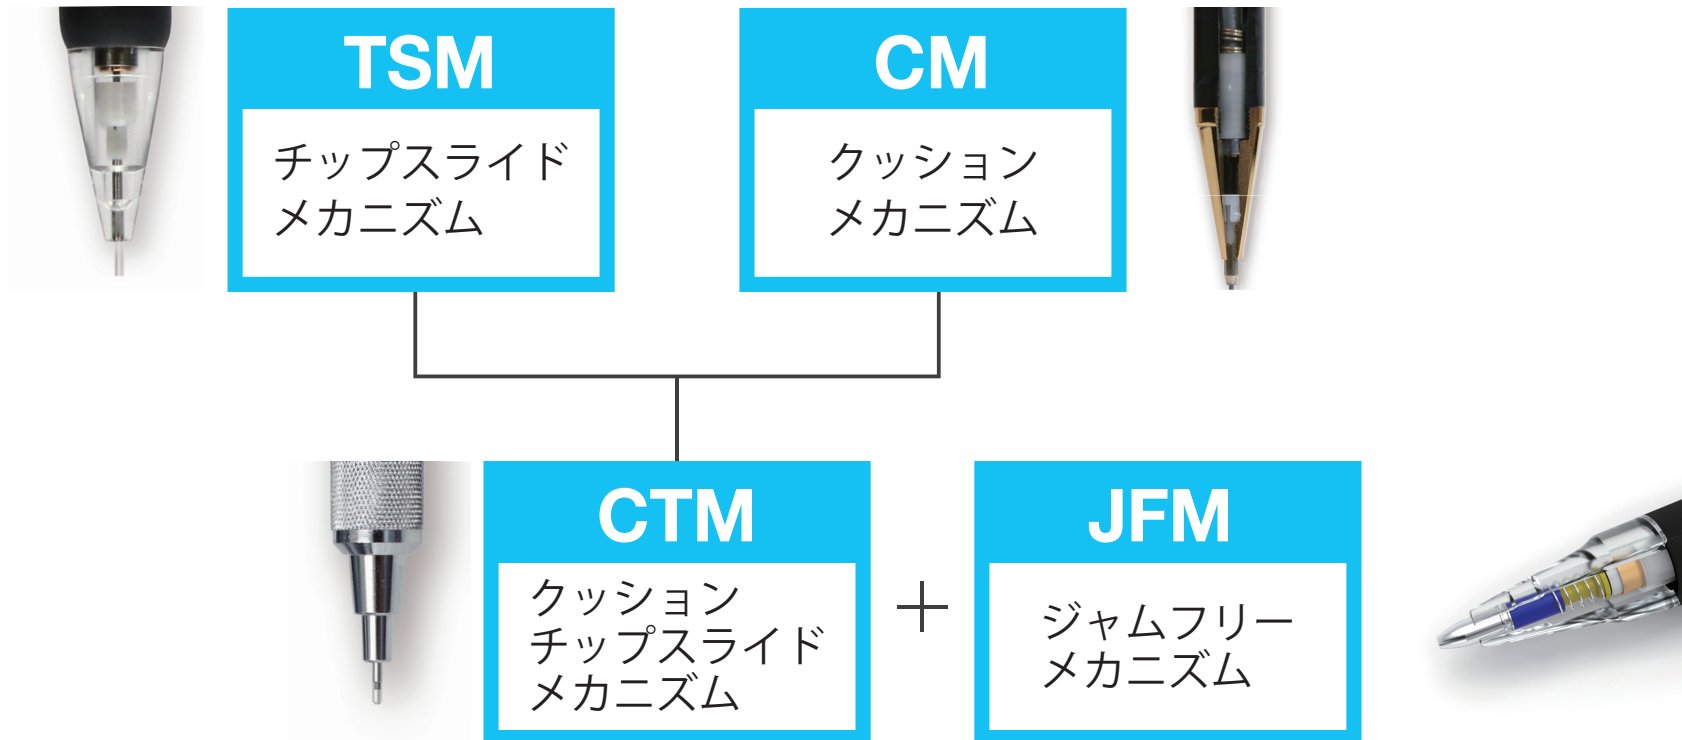 TSM
チップスライド
メカニズム
CM
クッション
メカニズム
CTM
クッション
チップスライド
メカニズム
+
JFM
ジャムフリー
メカニズム